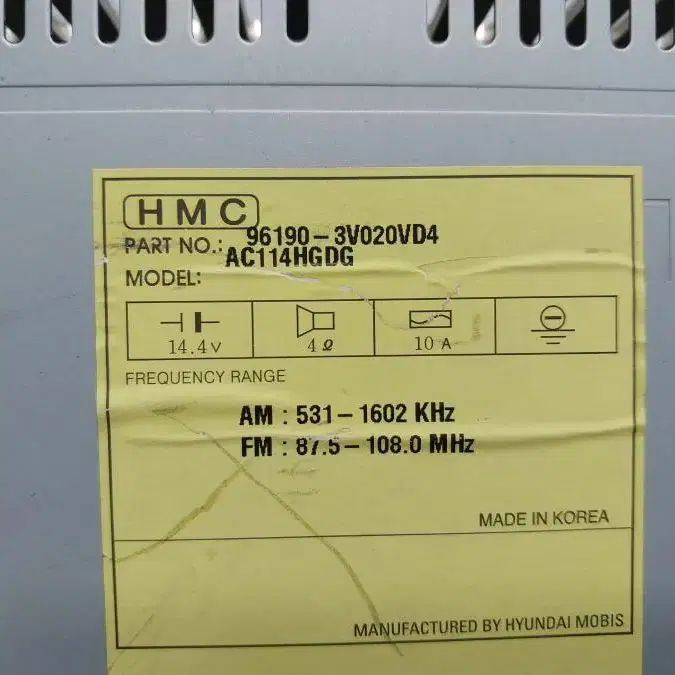 HMC
PART NO.: 96190-3V020VD4
MODEL: AC114HGDG
14.4V
4Ω
10 A
FREQUENCY RANGE
AM : 531-1602 KHz
FM : 87.5-108.0 MHz
MADE IN KOREA
MANUFACTURED BY HYUNDAI MOBIS